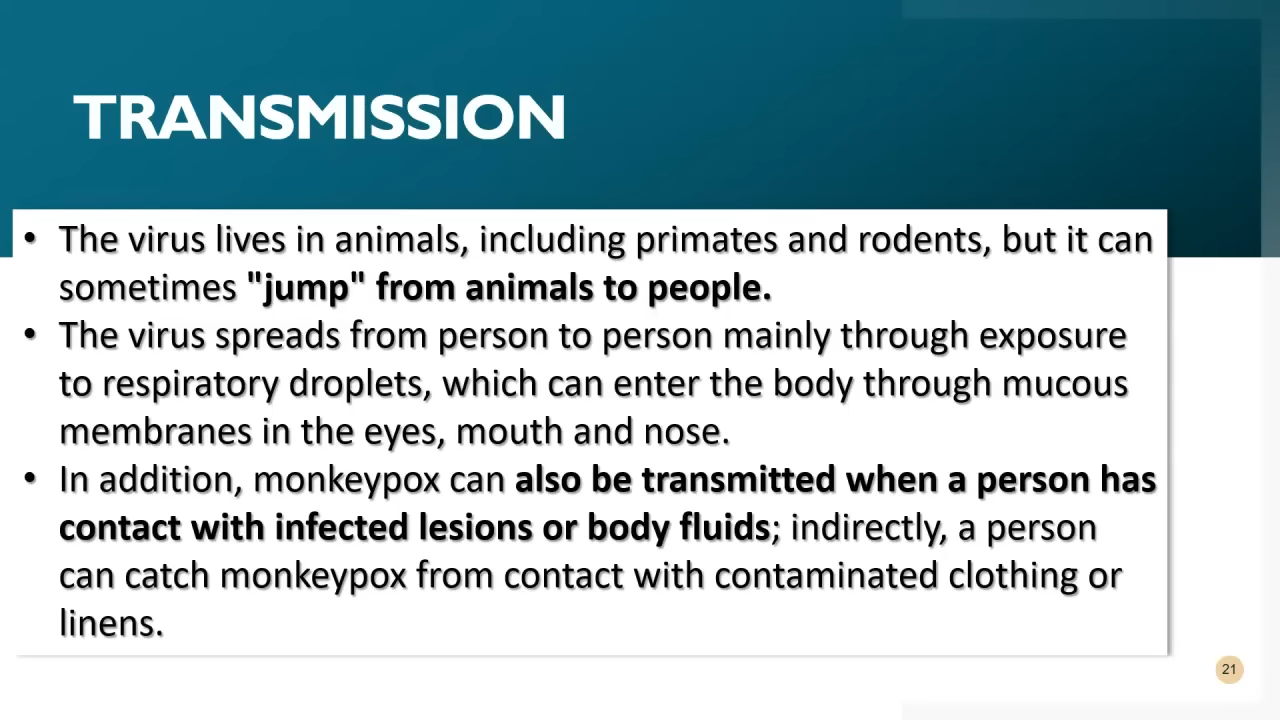 TRANSMISSION
• The virus lives in animals, including primates and rodents, but it can
sometimes "jump" from animals to people.
• The virus spreads from person to person mainly through exposure
to respiratory droplets, which can enter the body through mucous
membranes in the eyes, mouth and nose.
• In addition, monkeypox can also be transmitted when a person has
contact with infected lesions or body fluids; indirectly, a person
can catch monkeypox from contact with contaminated clothing or
linens.
21